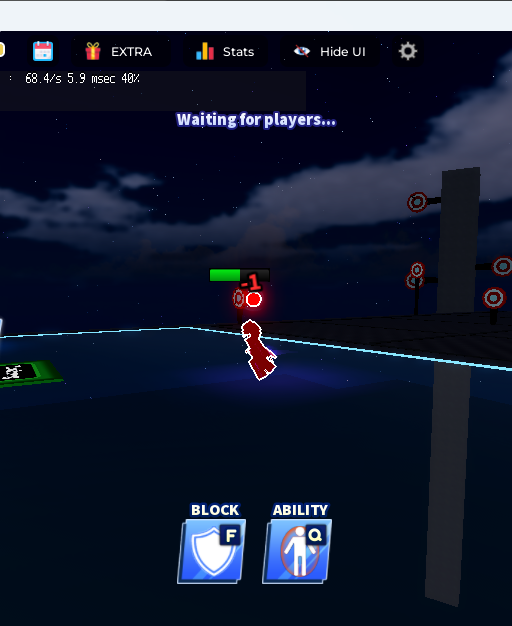 EXTRA Stats Hide UI
: 68.4/s 5.9 msec 40%
Waiting for players...
-1
BLOCK ABILITY
F Q